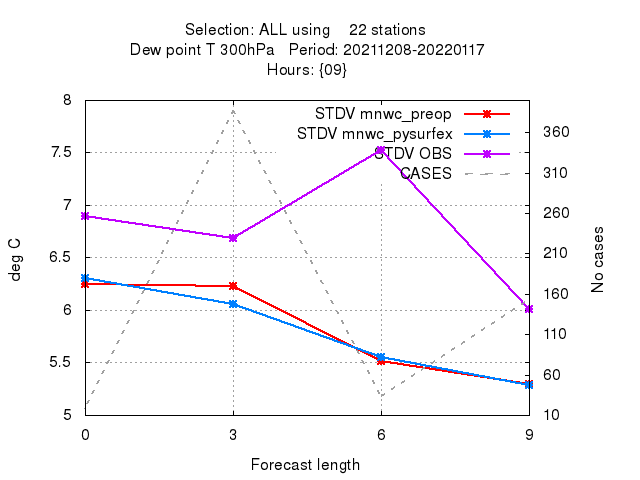 Selection: ALL using 22 stations
Dew point T 300hPa Period: 20211208-20220117
Hours: {09}
STDV mnwc_preop
STDV mnwc_pysurfex
STDV OBS
CASES
8
7.5
7
6.5
6
5.5
5
deg C
360
310
260
210
160
110
60
10
No cases
0 3 6 9
Forecast length